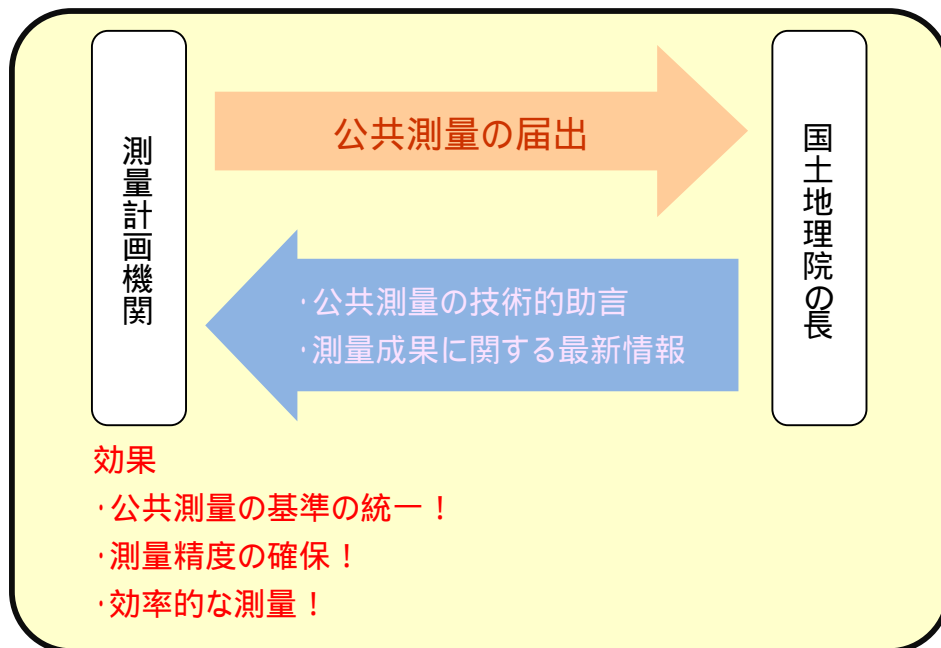 測量計画機関
公共測量の届出
国土地理院の長
・公共測量の技術的助言
・測量成果に関する最新情報
効果
・公共測量の基準の統一！
・測量精度の確保！
・効率的な測量！